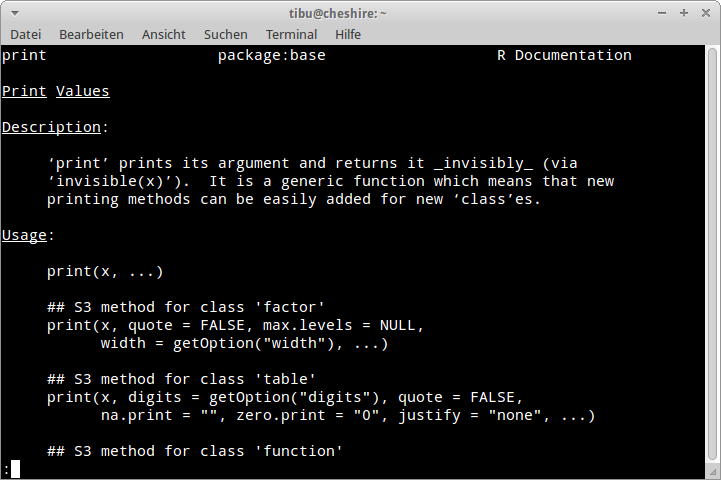 tibu@cheshire: ~
Datei Bearbeiten Ansicht Suchen Terminal Hilfe
print package:base R Documentation
Print Values
Description:
‘print’ prints its argument and returns it _invisibly_ (via
‘invisible(x)’). It is a generic function which means that new
printing methods can be easily added for new ‘class’es.
Usage:
print(x, ...)
## S3 method for class 'factor'
print(x, quote = FALSE, max.levels = NULL,
width = getOption("width"), ...)
## S3 method for class 'table'
print(x, digits = getOption("digits"), quote = FALSE,
na.print = "", zero.print = "0", justify = "none", ...)
## S3 method for class 'function'
: